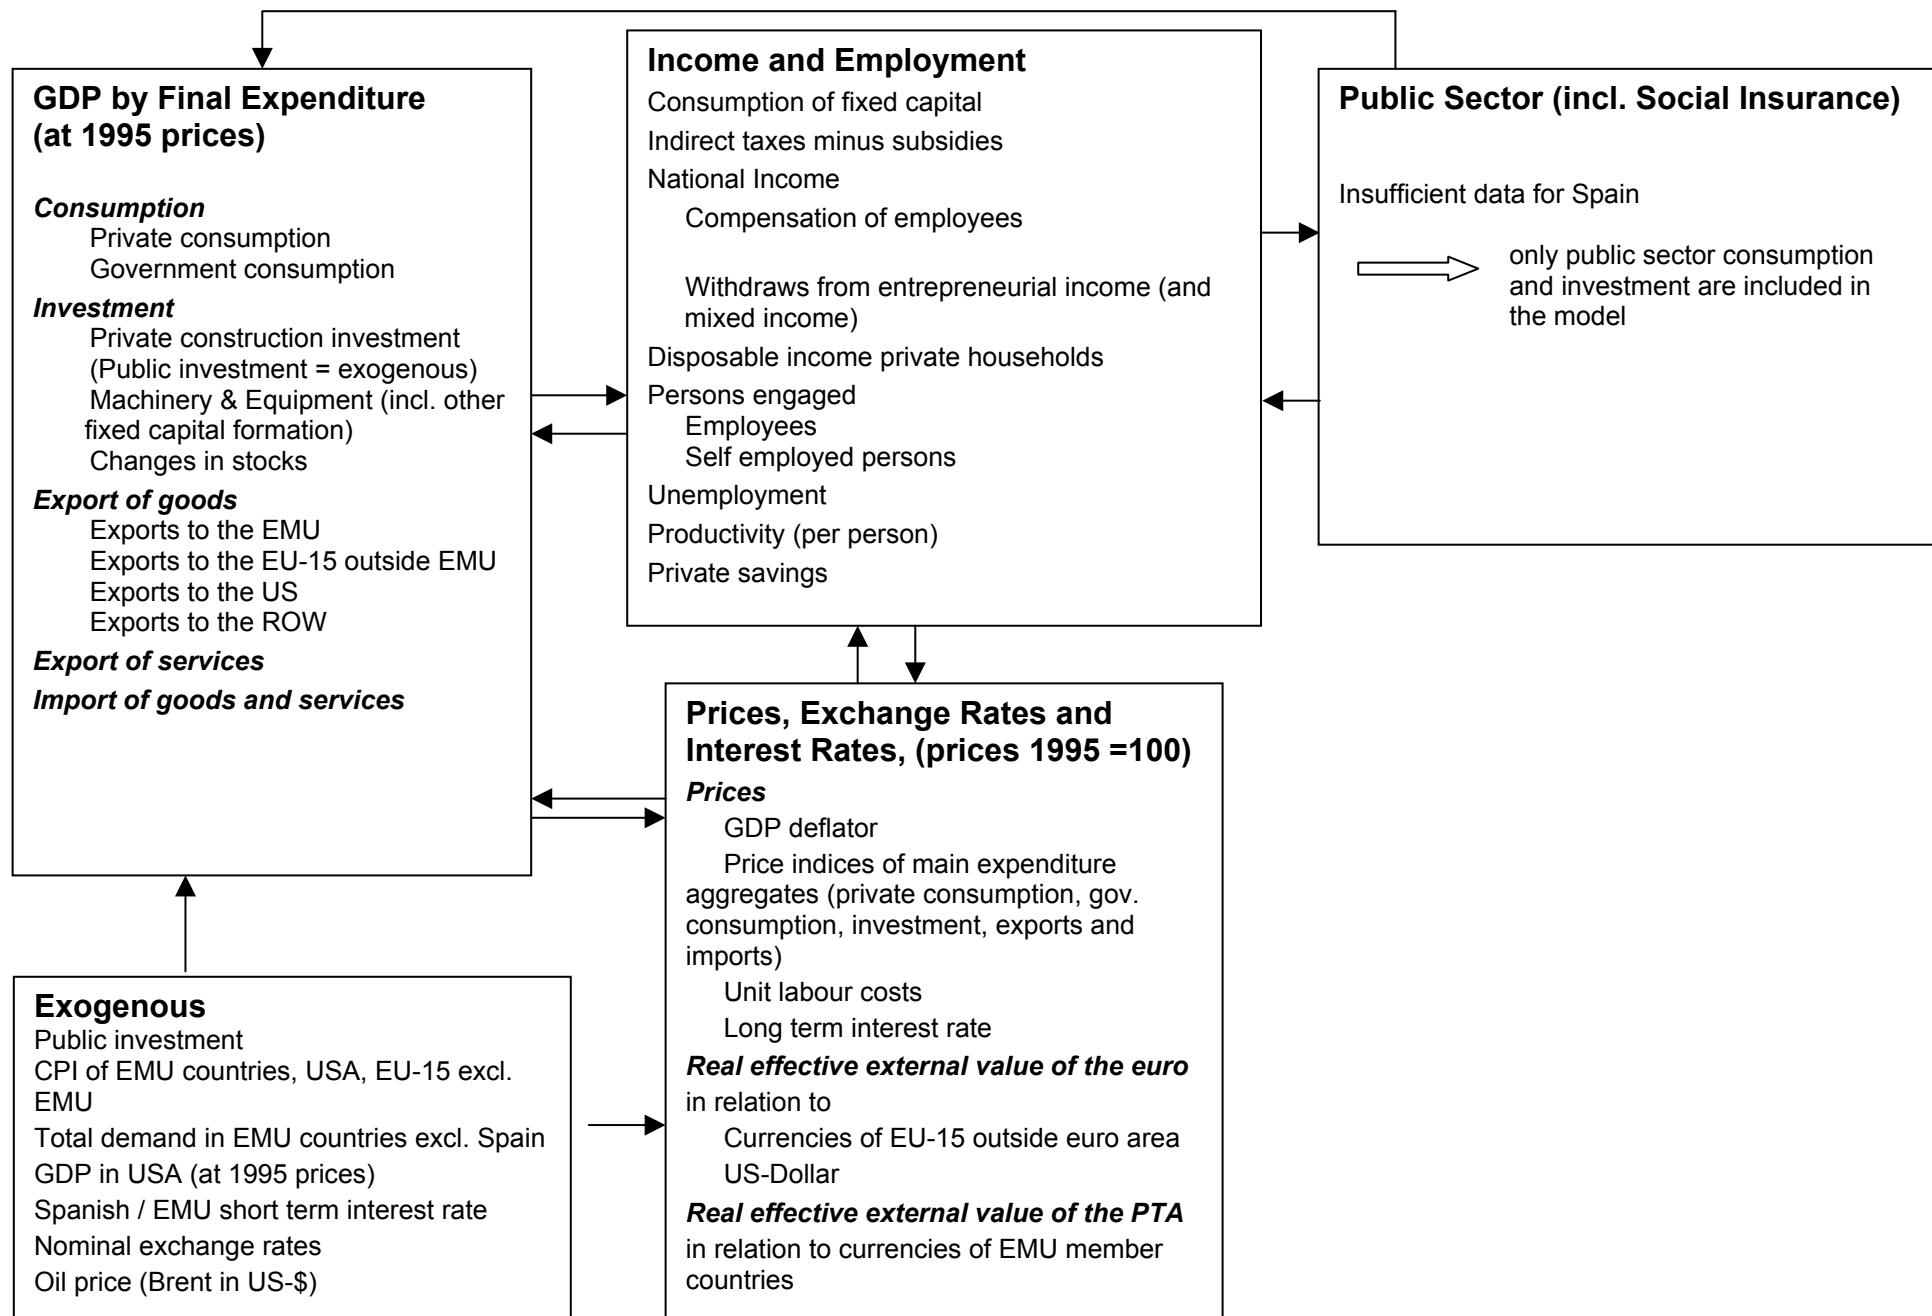 GDP by Final Expenditure
(at 1995 prices)
Consumption
Private consumption
Government consumption
Investment
Private construction investment
(Public investment = exogenous)
Machinery & Equipment (incl. other
fixed capital formation)
Changes in stocks
Export of goods
Exports to the EMU
Exports to the EU-15 outside EMU
Exports to the US
Exports to the ROW
Export of services
Import of goods and services
Income and Employment
Consumption of fixed capital
Indirect taxes minus subsidies
National Income
Compensation of employees
Withdraws from entrepreneurial income (and
mixed income)
Disposable income private households
Persons engaged
Employees
Self employed persons
Unemployment
Productivity (per person)
Private savings
Public Sector (incl. Social Insurance)
Insufficient data for Spain
only public sector consumption
and investment are included in
the model
Exogenous
Public investment
CPI of EMU countries, USA, EU-15 excl.
EMU
Total demand in EMU countries excl. Spain
GDP in USA (at 1995 prices)
Spanish / EMU short term interest rate
Nominal exchange rates
Oil price (Brent in US-$)
Prices, Exchange Rates and
Interest Rates, (prices 1995 =100)
Prices
GDP deflator
Price indices of main expenditure
aggregates (private consumption, gov.
consumption, investment, exports and
imports)
Unit labour costs
Long term interest rate
Real effective external value of the euro
in relation to
Currencies of EU-15 outside euro area
US-Dollar
Real effective external value of the PTA
in relation to currencies of EMU member
countries